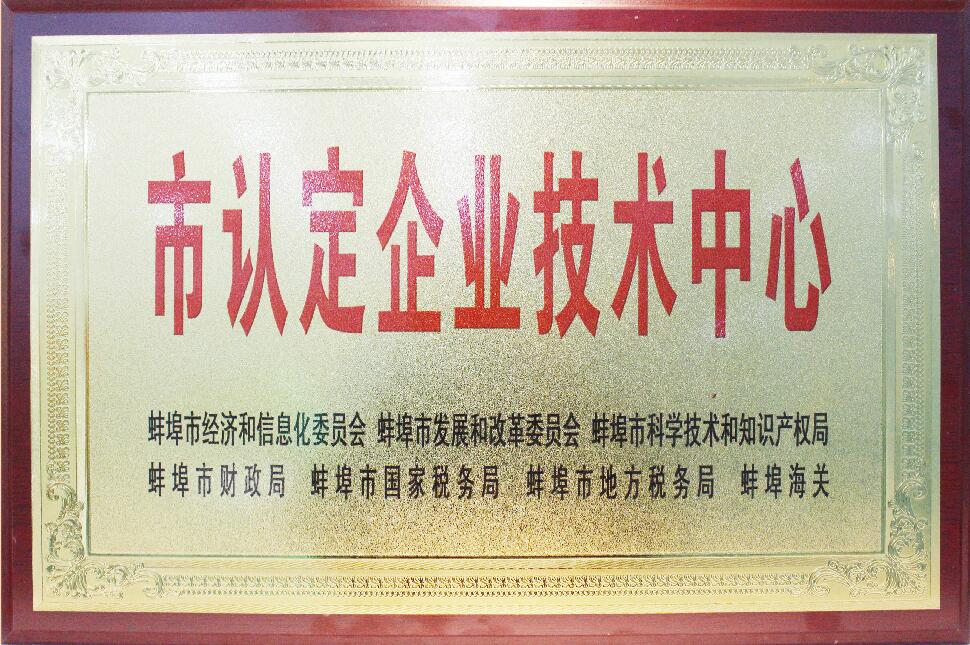 市认定企业技术中心
蚌埠市经济和信息化委员会 蚌埠市发展和改革委员会 蚌埠市科学技术和知识产权局
蚌埠市财政局 蚌埠市国家税务局 蚌埠市地方税务局 蚌埠海关